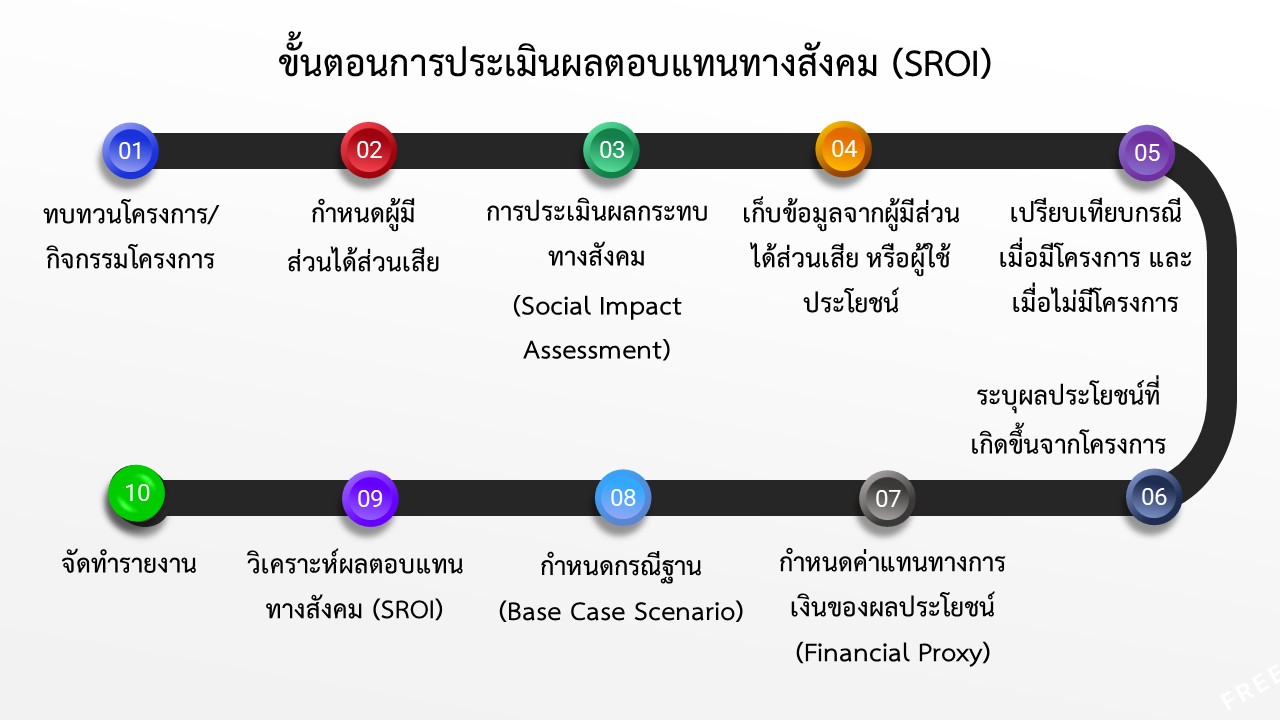 ขั้นตอนการประเมินผลตอบแทนทางสังคม (SROI)
01
ทบทวนโครงการ/
กิจกรรมโครงการ
02
กำหนดผู้มี
ส่วนได้ส่วนเสีย
03
การประเมินผลกระทบ
ทางสังคม
(Social Impact
Assessment)
04
เก็บข้อมูลจากผู้มีส่วน
ได้ส่วนเสีย หรือผู้ใช้
ประโยชน์
05
เปรียบเทียบกรณี
เมื่อมีโครงการ และ
เมื่อไม่มีโครงการ
ระบุผลประโยชน์ที่
เกิดขึ้นจากโครงการ
06
07
กำหนดค่าแทนทางการ
เงินของผลประโยชน์
(Financial Proxy)
08
กำหนดกรณีฐาน
(Base Case Scenario)
09
วิเคราะห์ผลตอบแทน
ทางสังคม (SROI)
10
จัดทำรายงาน
FREE